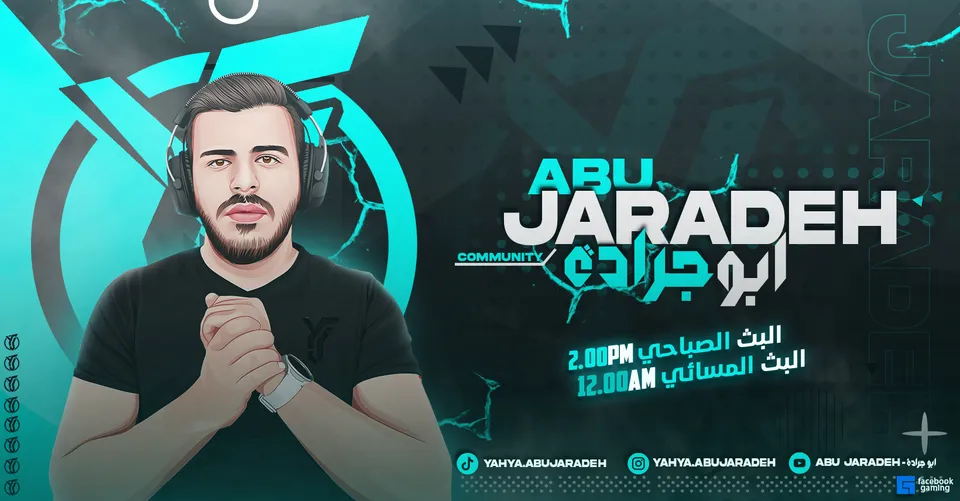 ABU
JARADEH
COMMUNITY
ابو جرادة
البث الصباحي 2.00PM
البث المسائي 12.00AM
JARADEH
YAHYA.ABUJARADEH
YAHYA.ABUJARADEH
ABU JARADEH-ابو جرادة
facebook
gaming